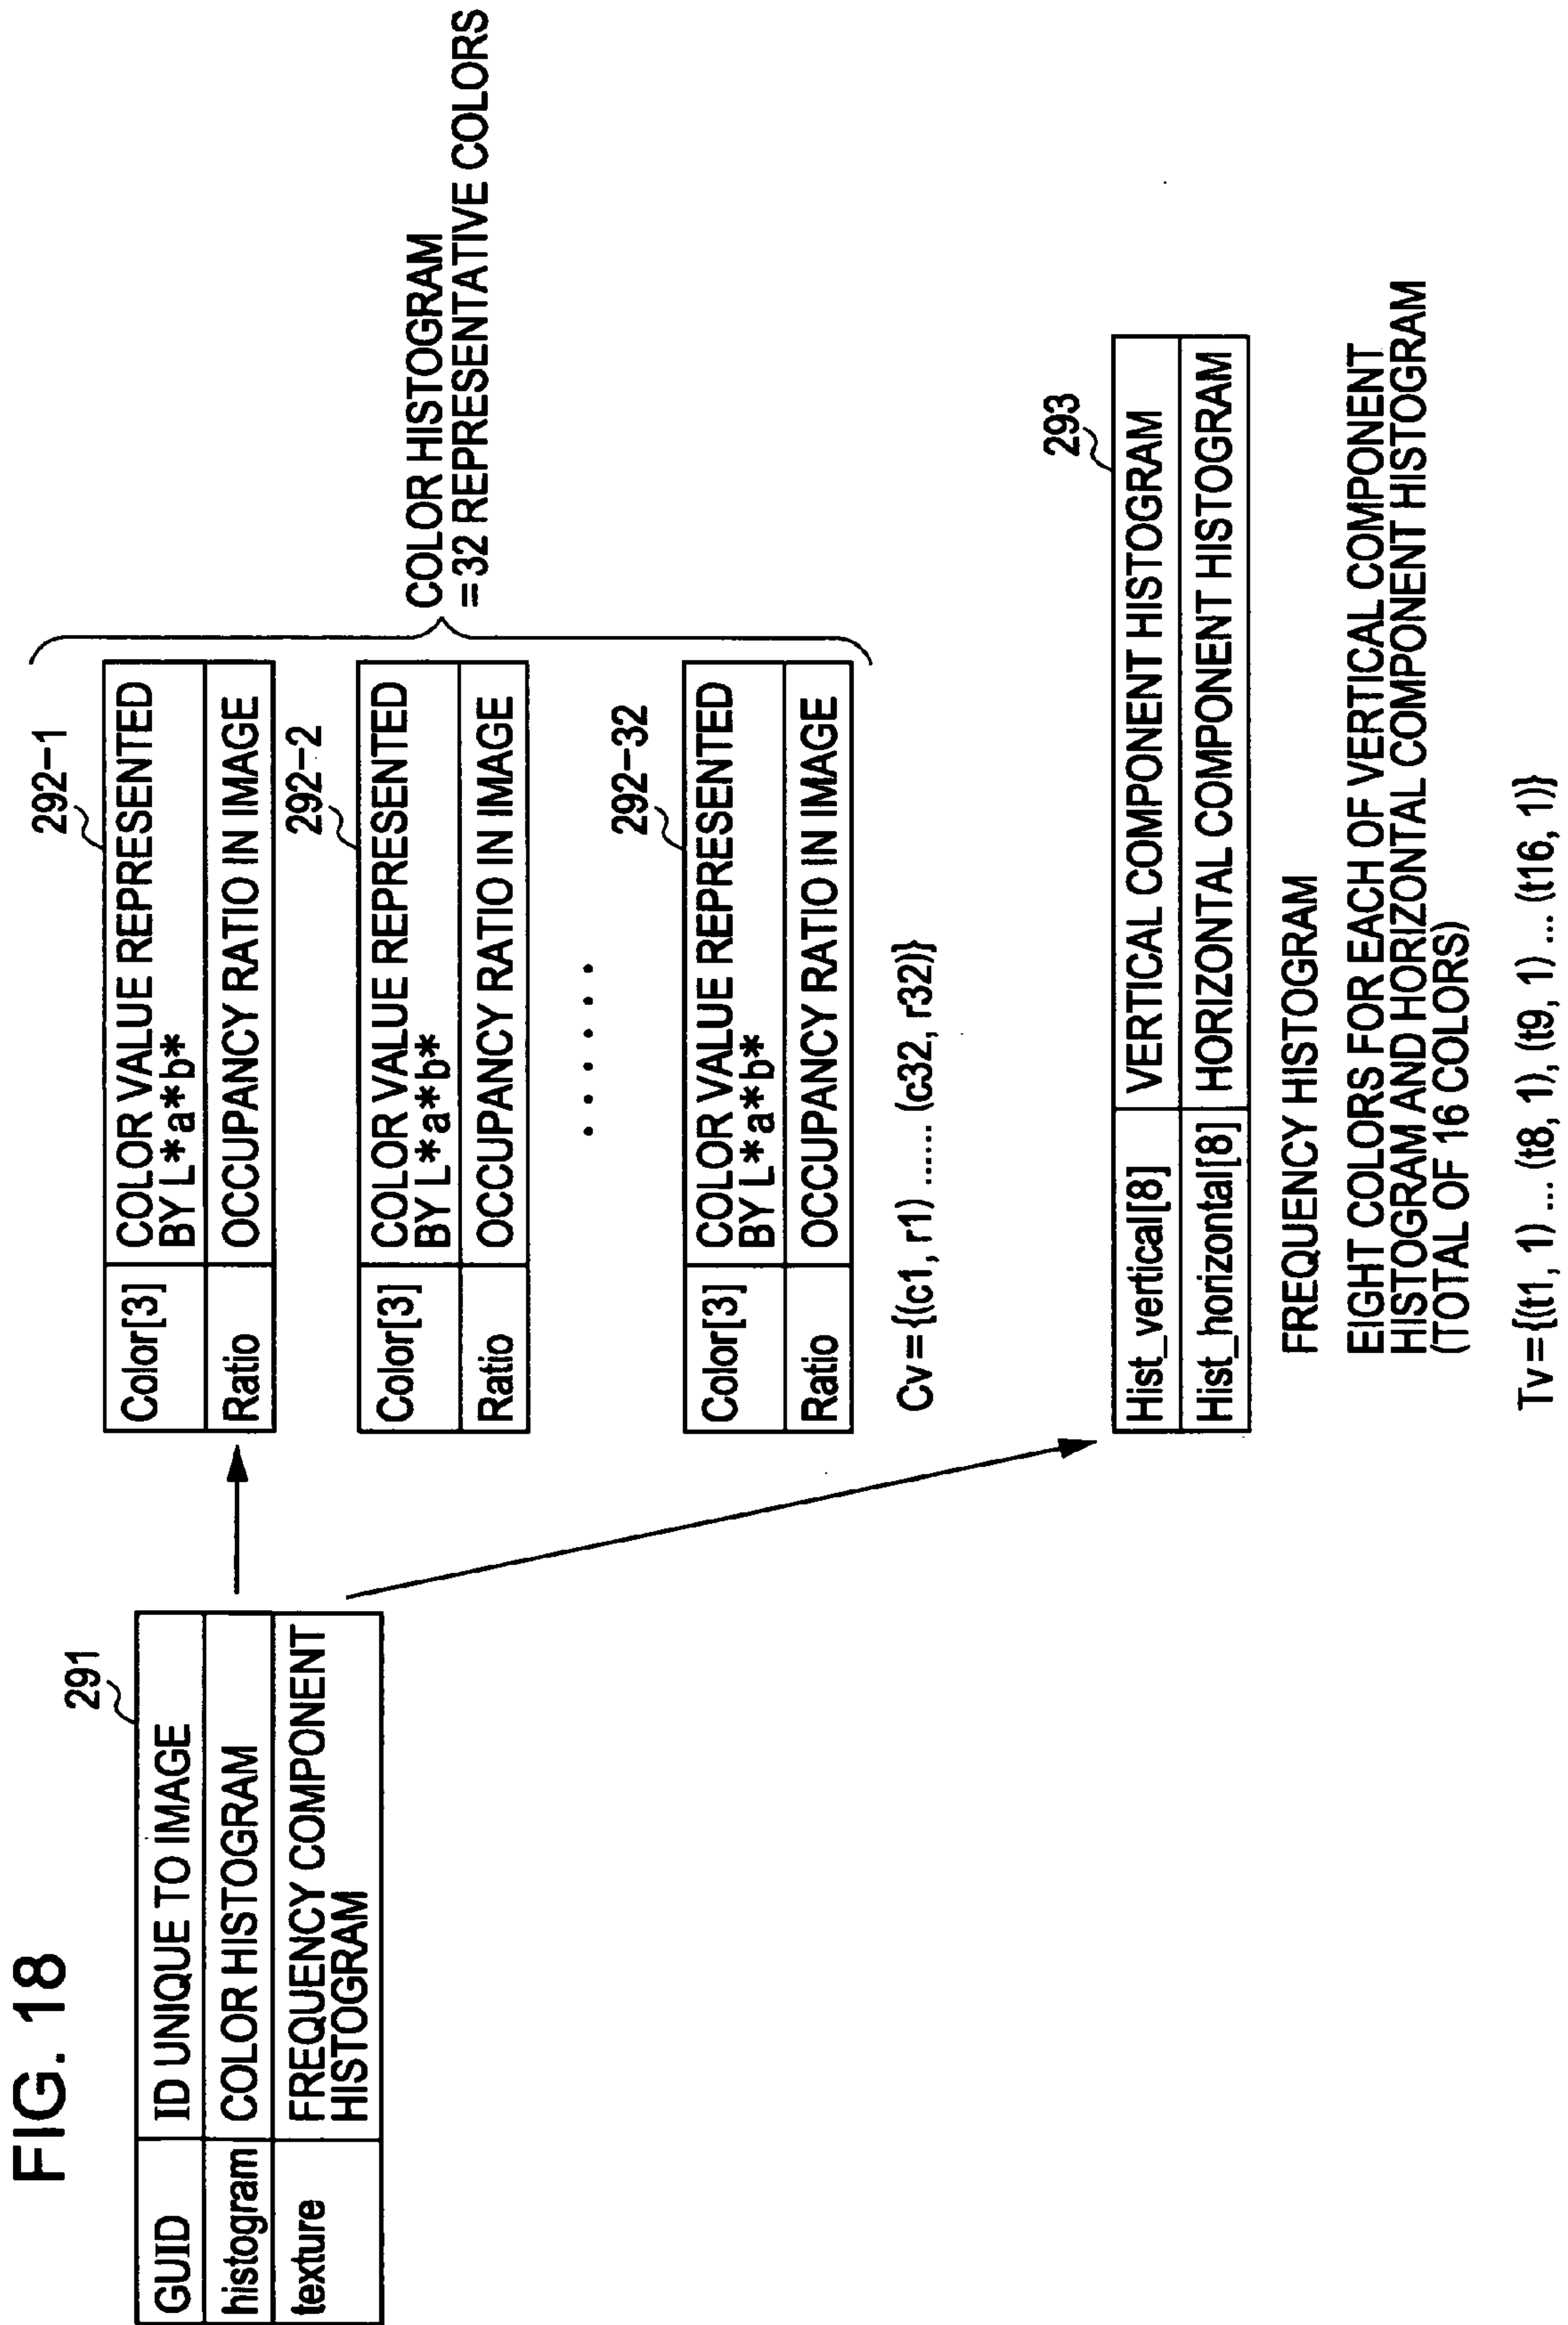 FIG. 18
291
GUID ID UNIQUE TO IMAGE
histogram COLOR HISTOGRAM
texture FREQUENCY COMPONENT
HISTOGRAM
292-1
Color[3] COLOR VALUE REPRESENTED
BY L*a*b*
Ratio OCCUPANCY RATIO IN IMAGE
292-2
Color[3] COLOR VALUE REPRESENTED
BY L*a*b*
Ratio OCCUPANCY RATIO IN IMAGE
......
292-32
Color[3] COLOR VALUE REPRESENTED
BY L*a*b*
Ratio OCCUPANCY RATIO IN IMAGE
COLOR HISTOGRAM
=32 REPRESENTATIVE COLORS
Cv={(c1, r1) ...... (c32, r32)}
293
Hist_vertical[8] VERTICAL COMPONENT HISTOGRAM
Hist_horizontal[8] HORIZONTAL COMPONENT HISTOGRAM
FREQUENCY HISTOGRAM
EIGHT COLORS FOR EACH OF VERTICAL COMPONENT
HISTOGRAM AND HORIZONTAL COMPONENT HISTOGRAM
(TOTAL OF 16 COLORS)
Tv={(t1, 1) ... (t8, 1), (t9, 1) ... (t16, 1)}